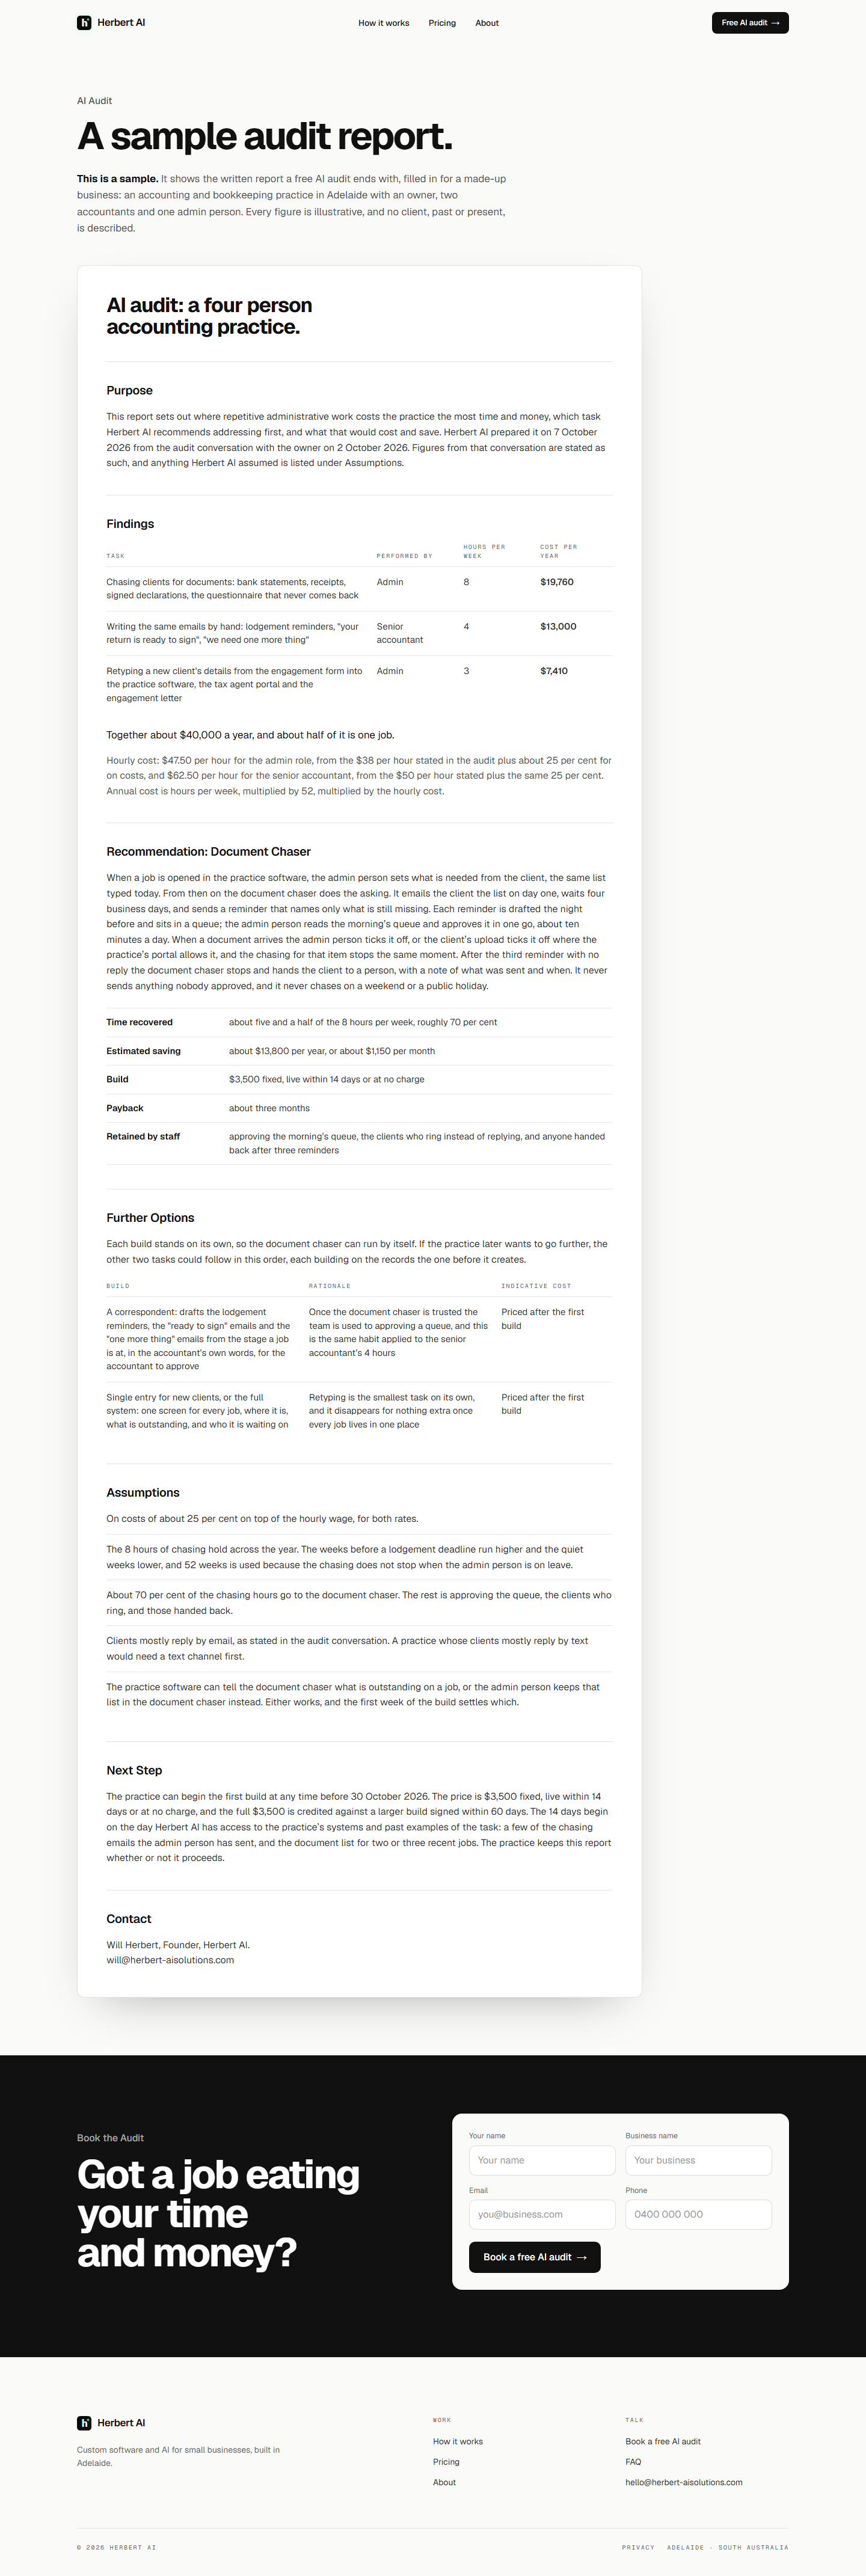 Herbert AI
How it works
Pricing
About
Free AI audit →
AI Audit
A sample audit report.
This is a sample. It shows the written report a free AI audit ends with, filled in for a made-up
business: an accounting and bookkeeping practice in Adelaide with an owner, two
accountants and one admin person. Every figure is illustrative, and no client, past or present,
is described.
AI audit: a four person
accounting practice.
Purpose
This report sets out where repetitive administrative work costs the practice the most time and money, which task
Herbert AI recommends addressing first, and what that would cost and save. Herbert AI prepared it on 7 October
2026 from the audit conversation with the owner on 2 October 2026. Figures from that conversation are stated as
such, and anything Herbert AI assumed is listed under Assumptions.
Findings
TASK
PERFORMED BY
HOURS PER
WEEK
COST PER
YEAR
Chasing clients for documents: bank statements, receipts,
signed declarations, the questionnaire that never comes back
Admin
8
$19,760
Writing the same emails by hand: lodgement reminders, "your
return is ready to sign", "we need one more thing"
Senior
accountant
4
$13,000
Retyping a new client's details from the engagement form into
the practice software, the tax agent portal and the
engagement letter
Admin
3
$7,410
Together about $40,000 a year, and about half of it is one job.
Hourly cost: $47.50 per hour for the admin role, from the $38 per hour stated in the audit plus about 25 per cent for
on costs, and $62.50 per hour for the senior accountant, from the $50 per hour stated plus the same 25 per cent.
Annual cost is hours per week, multiplied by 52, multiplied by the hourly cost.
Recommendation: Document Chaser
When a job is opened in the practice software, the admin person sets what is needed from the client, the same list
typed today. From then on the document chaser does the asking. It emails the client the list on day one, waits four
business days, and sends a reminder that names only what is still missing. Each reminder is drafted the night
before and sits in a queue; the admin person reads the morning's queue and approves it in one go, about ten
minutes a day. When a document arrives the admin person ticks it off, or the client's upload ticks it off where the
practice's portal allows it, and the chasing for that item stops the same moment. After the third reminder with no
reply the document chaser stops and hands the client to a person, with a note of what was sent and when. It never
sends anything nobody approved, and it never chases on a weekend or a public holiday.
Time recovered
about five and a half of the 8 hours per week, roughly 70 per cent
Estimated saving
about $13,800 per year, or about $1,150 per month
Build
$3,500 fixed, live within 14 days or at no charge
Payback
about three months
Retained by staff
approving the morning's queue, the clients who ring instead of replying, and anyone handed
back after three reminders
Further Options
Each build stands on its own, so the document chaser can run by itself. If the practice later wants to go further, the
other two tasks could follow in this order, each building on the records the one before it creates.
BUILD
RATIONALE
INDICATIVE COST
A correspondent: drafts the lodgement
reminders, the "ready to sign" emails and the
"one more thing" emails from the stage a job
is at, in the accountant's own words, for the
accountant to approve
Once the document chaser is trusted the
team is used to approving a queue, and this
is the same habit applied to the senior
accountant's 4 hours
Priced after the first
build
Single entry for new clients, or the full
system: one screen for every job, where it is,
what is outstanding, and who it is waiting on
Retyping is the smallest task on its own,
and it disappears for nothing extra once
every job lives in one place
Priced after the first
build
Assumptions
On costs of about 25 per cent on top of the hourly wage, for both rates.
The 8 hours of chasing hold across the year. The weeks before a lodgement deadline run higher and the quiet
weeks lower, and 52 weeks is used because the chasing does not stop when the admin person is on leave.
About 70 per cent of the chasing hours go to the document chaser. The rest is approving the queue, the clients who
ring, and those handed back.
Clients mostly reply by email, as stated in the audit conversation. A practice whose clients mostly reply by text
would need a text channel first.
The practice software can tell the document chaser what is outstanding on a job, or the admin person keeps that
list in the document chaser instead. Either works, and the first week of the build settles which.
Next Step
The practice can begin the first build at any time before 30 October 2026. The price is $3,500 fixed, live within 14
days or at no charge, and the full $3,500 is credited against a larger build signed within 60 days. The 14 days begin
on the day Herbert AI has access to the practice's systems and past examples of the task: a few of the chasing
emails the admin person has sent, and the document list for two or three recent jobs. The practice keeps this report
whether or not it proceeds.
Contact
Will Herbert, Founder, Herbert AI.
will@herbert-aisolutions.com
Book the Audit
Got a job eating
your time
and money?
Your name
Business name
Your name
Your business
Email
Phone
you@business.com
0400 000 000
Book a free AI audit →
Herbert AI
Custom software and AI for small businesses, built in
Adelaide.
WORK
How it works
Pricing
About
TALK
Book a free AI audit
FAQ
hello@herbert-aisolutions.com
© 2026 HERBERT AI
PRIVACY
ADELAIDE · SOUTH AUSTRALIA